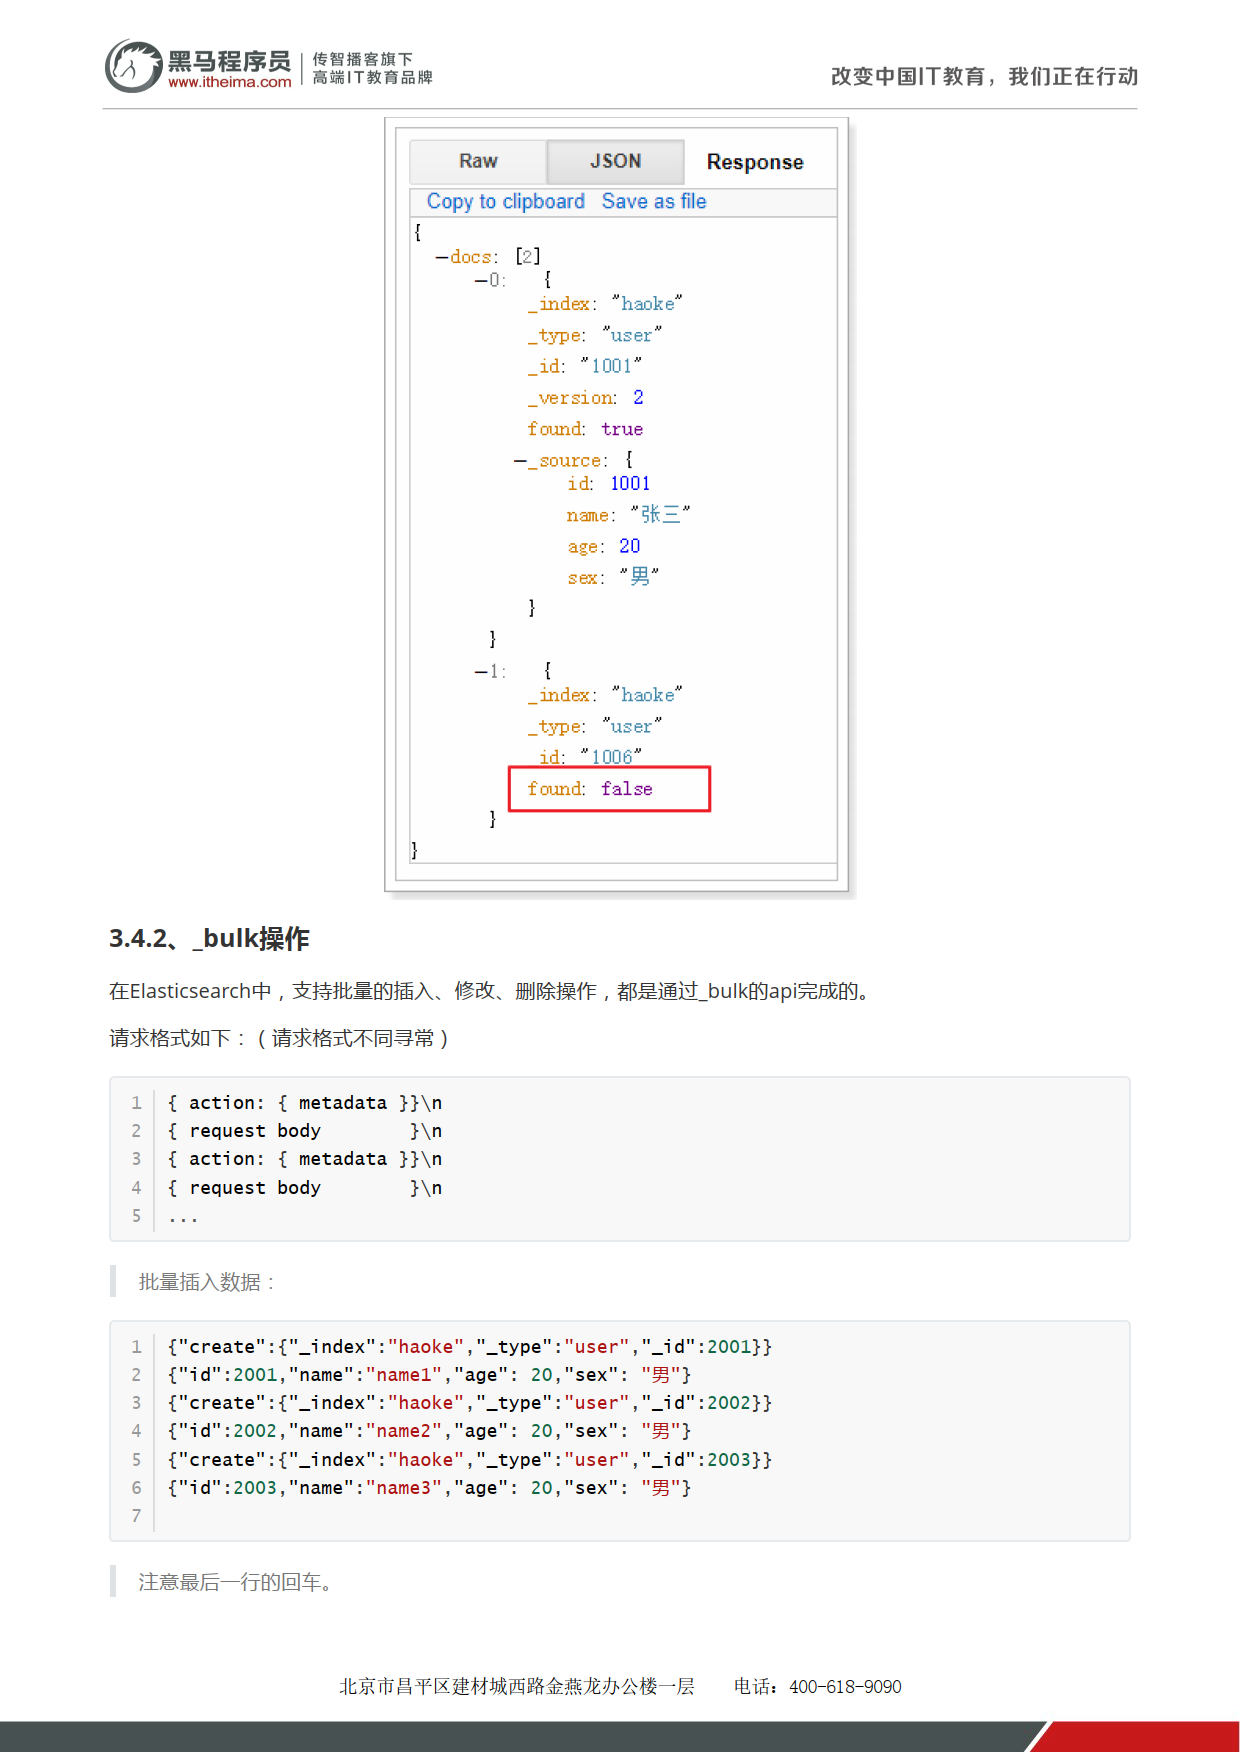 黑马程序员
www.itheima.com
传智播客旗下
高端IT教育品牌
改变中国IT教育，我们正在行动
Raw JSON Response
Copy to clipboard Save as file
{
−docs: [2]
−0: {
_index: "haoke"
_type: "user"
_id: "1001"
_version: 2
found: true
−_source: {
id: 1001
name: "张三"
age: 20
sex: "男"
}
}
−1: {
_index: "haoke"
_type: "user"
_id: "1006"
found: false
}
}
3.4.2、_bulk操作
在Elasticsearch中，支持批量的插入、修改、删除操作，都是通过_bulk的api完成的。
请求格式如下：（请求格式不同寻常）
1 { action: { metadata }}\n
2 { request body        }\n
3 { action: { metadata }}\n
4 { request body        }\n
5 ...
批量插入数据：
1 {"create":{"_index":"haoke","_type":"user","_id":2001}}
2 {"id":2001,"name":"name1","age": 20,"sex": "男"}
3 {"create":{"_index":"haoke","_type":"user","_id":2002}}
4 {"id":2002,"name":"name2","age": 20,"sex": "男"}
5 {"create":{"_index":"haoke","_type":"user","_id":2003}}
6 {"id":2003,"name":"name3","age": 20,"sex": "男"}
7
注意最后一行的回车。
北京市昌平区建材城西路金燕龙办公楼一层 电话：400-618-9090